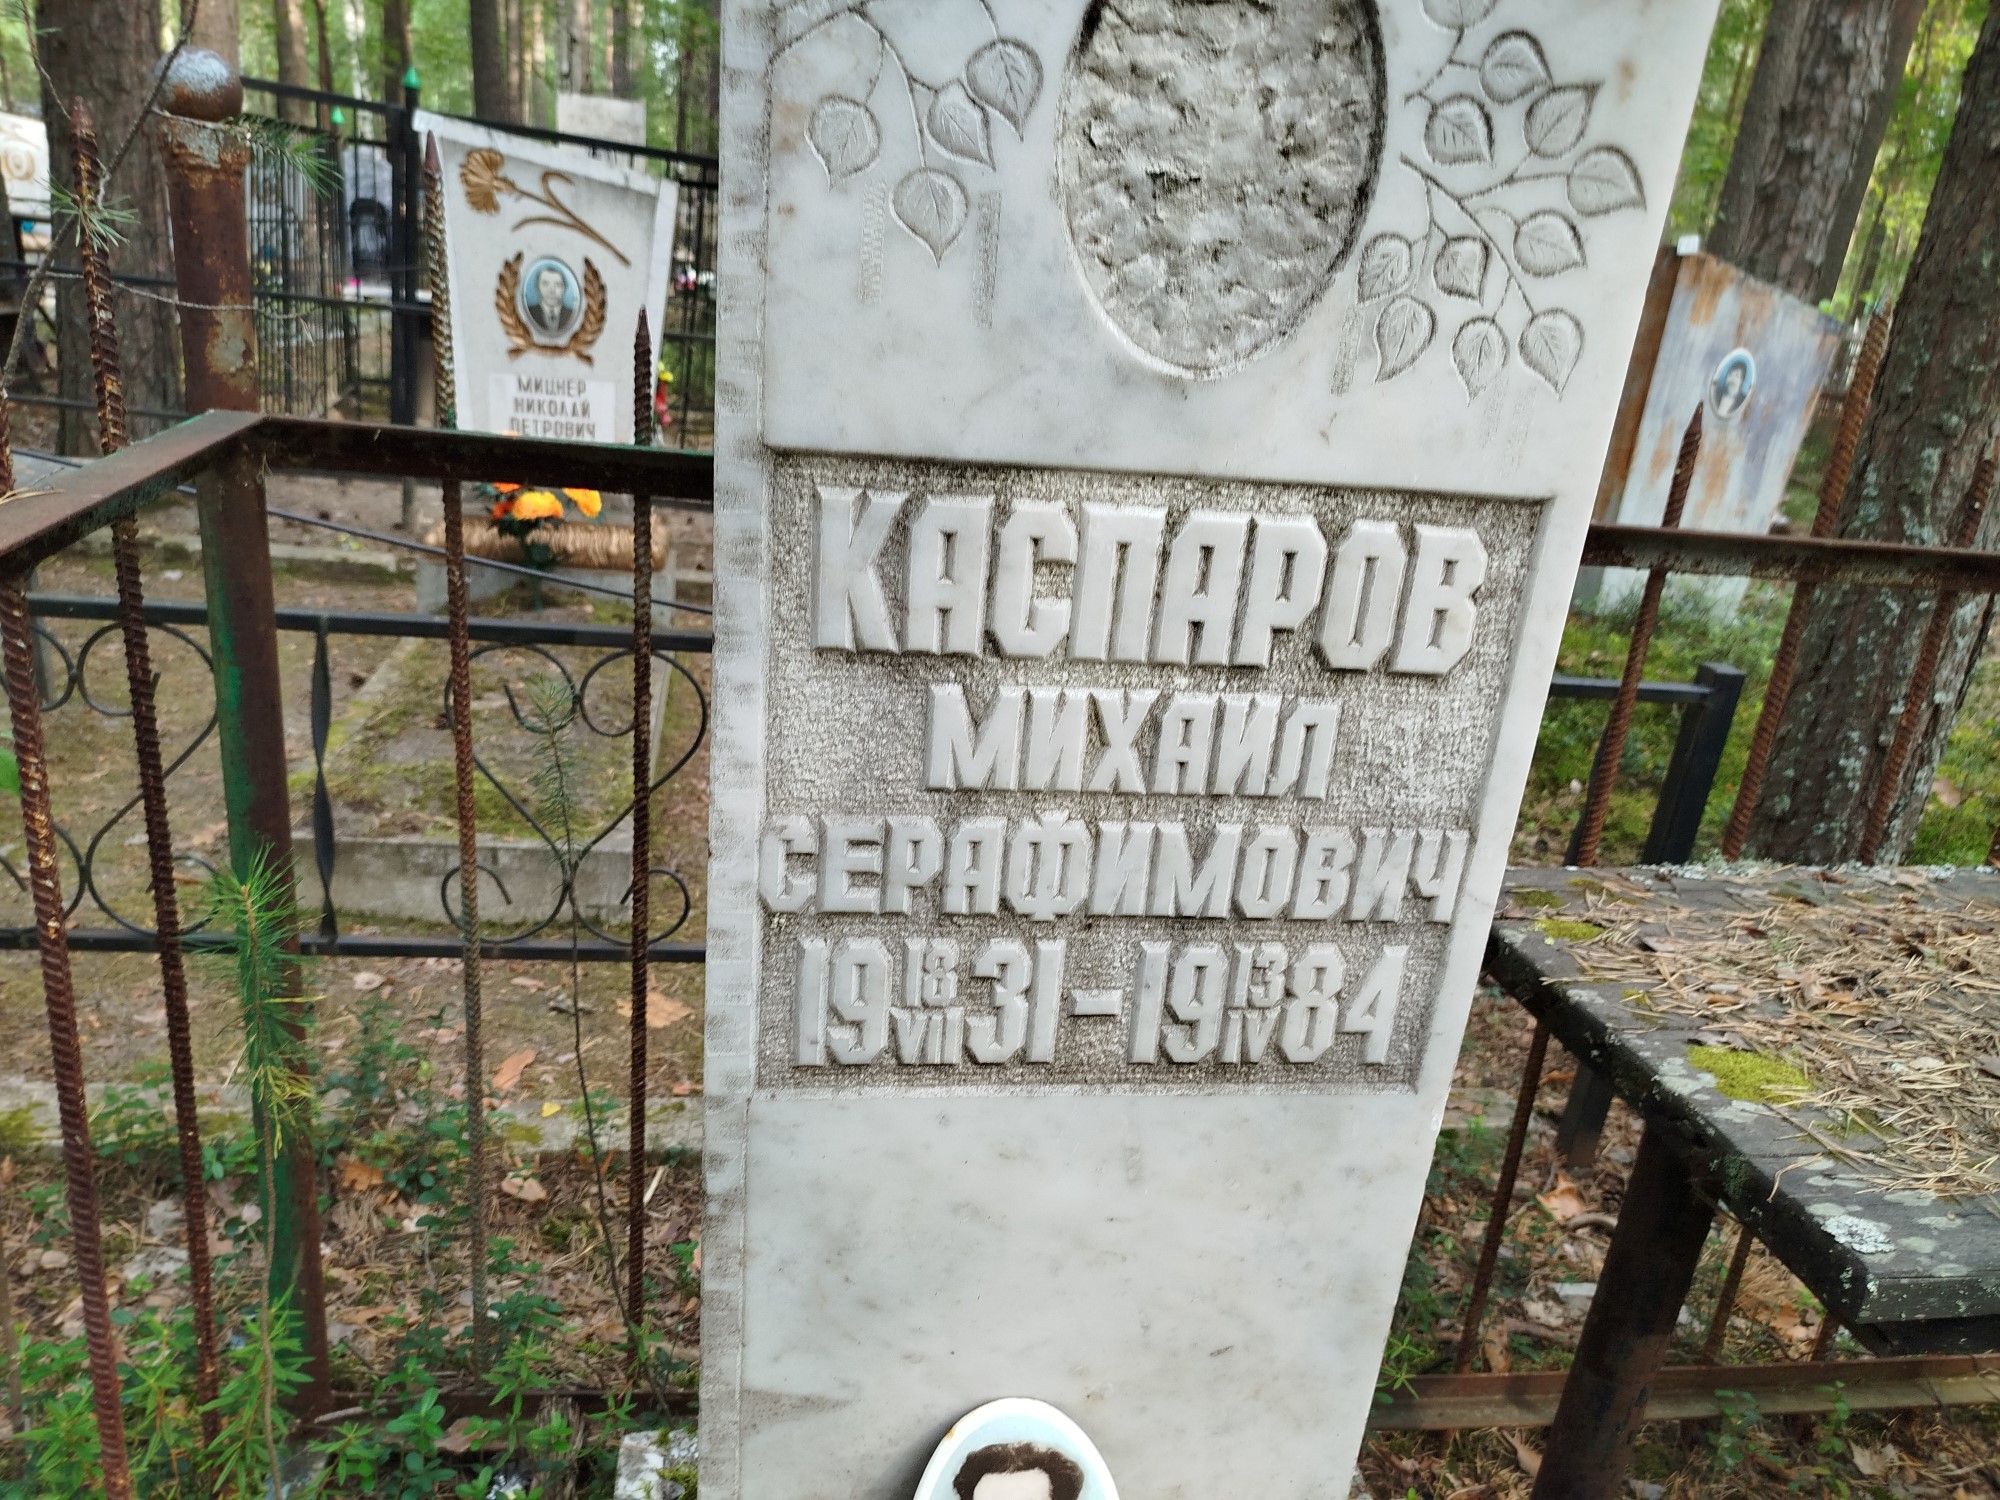 МИЦНЕР
НИКОЛАЙ
ПЕТРОВИЧ
КАСПАРОВ
МИХАИЛ
СЕРАФИМОВИЧ
19 18/VII 31 - 19 13/IV 84